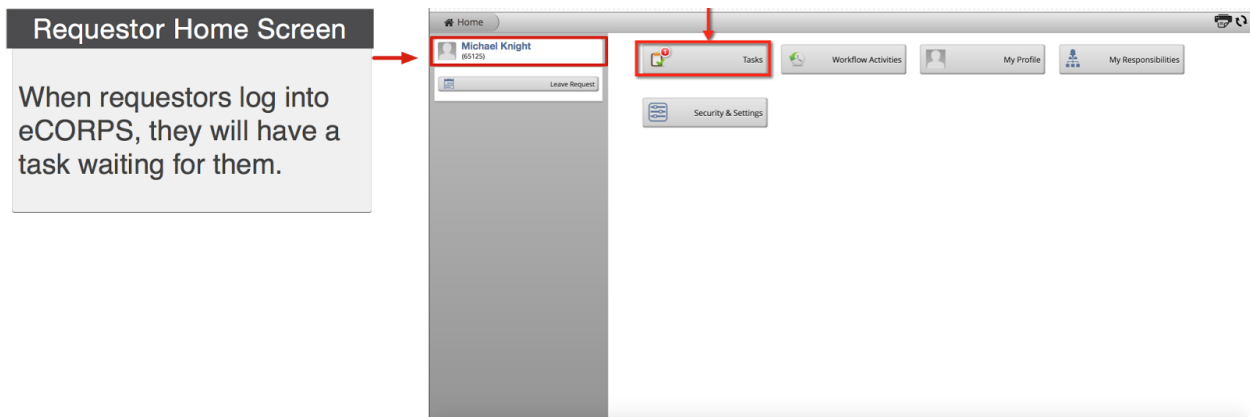 Requestor Home Screen
When requestors log into
eCORPS, they will have a
task waiting for them.
Home
Michael Knight
(65125)
Leave Request
1
Tasks
Workflow Activities
My Profile
My Responsibilities
Security & Settings